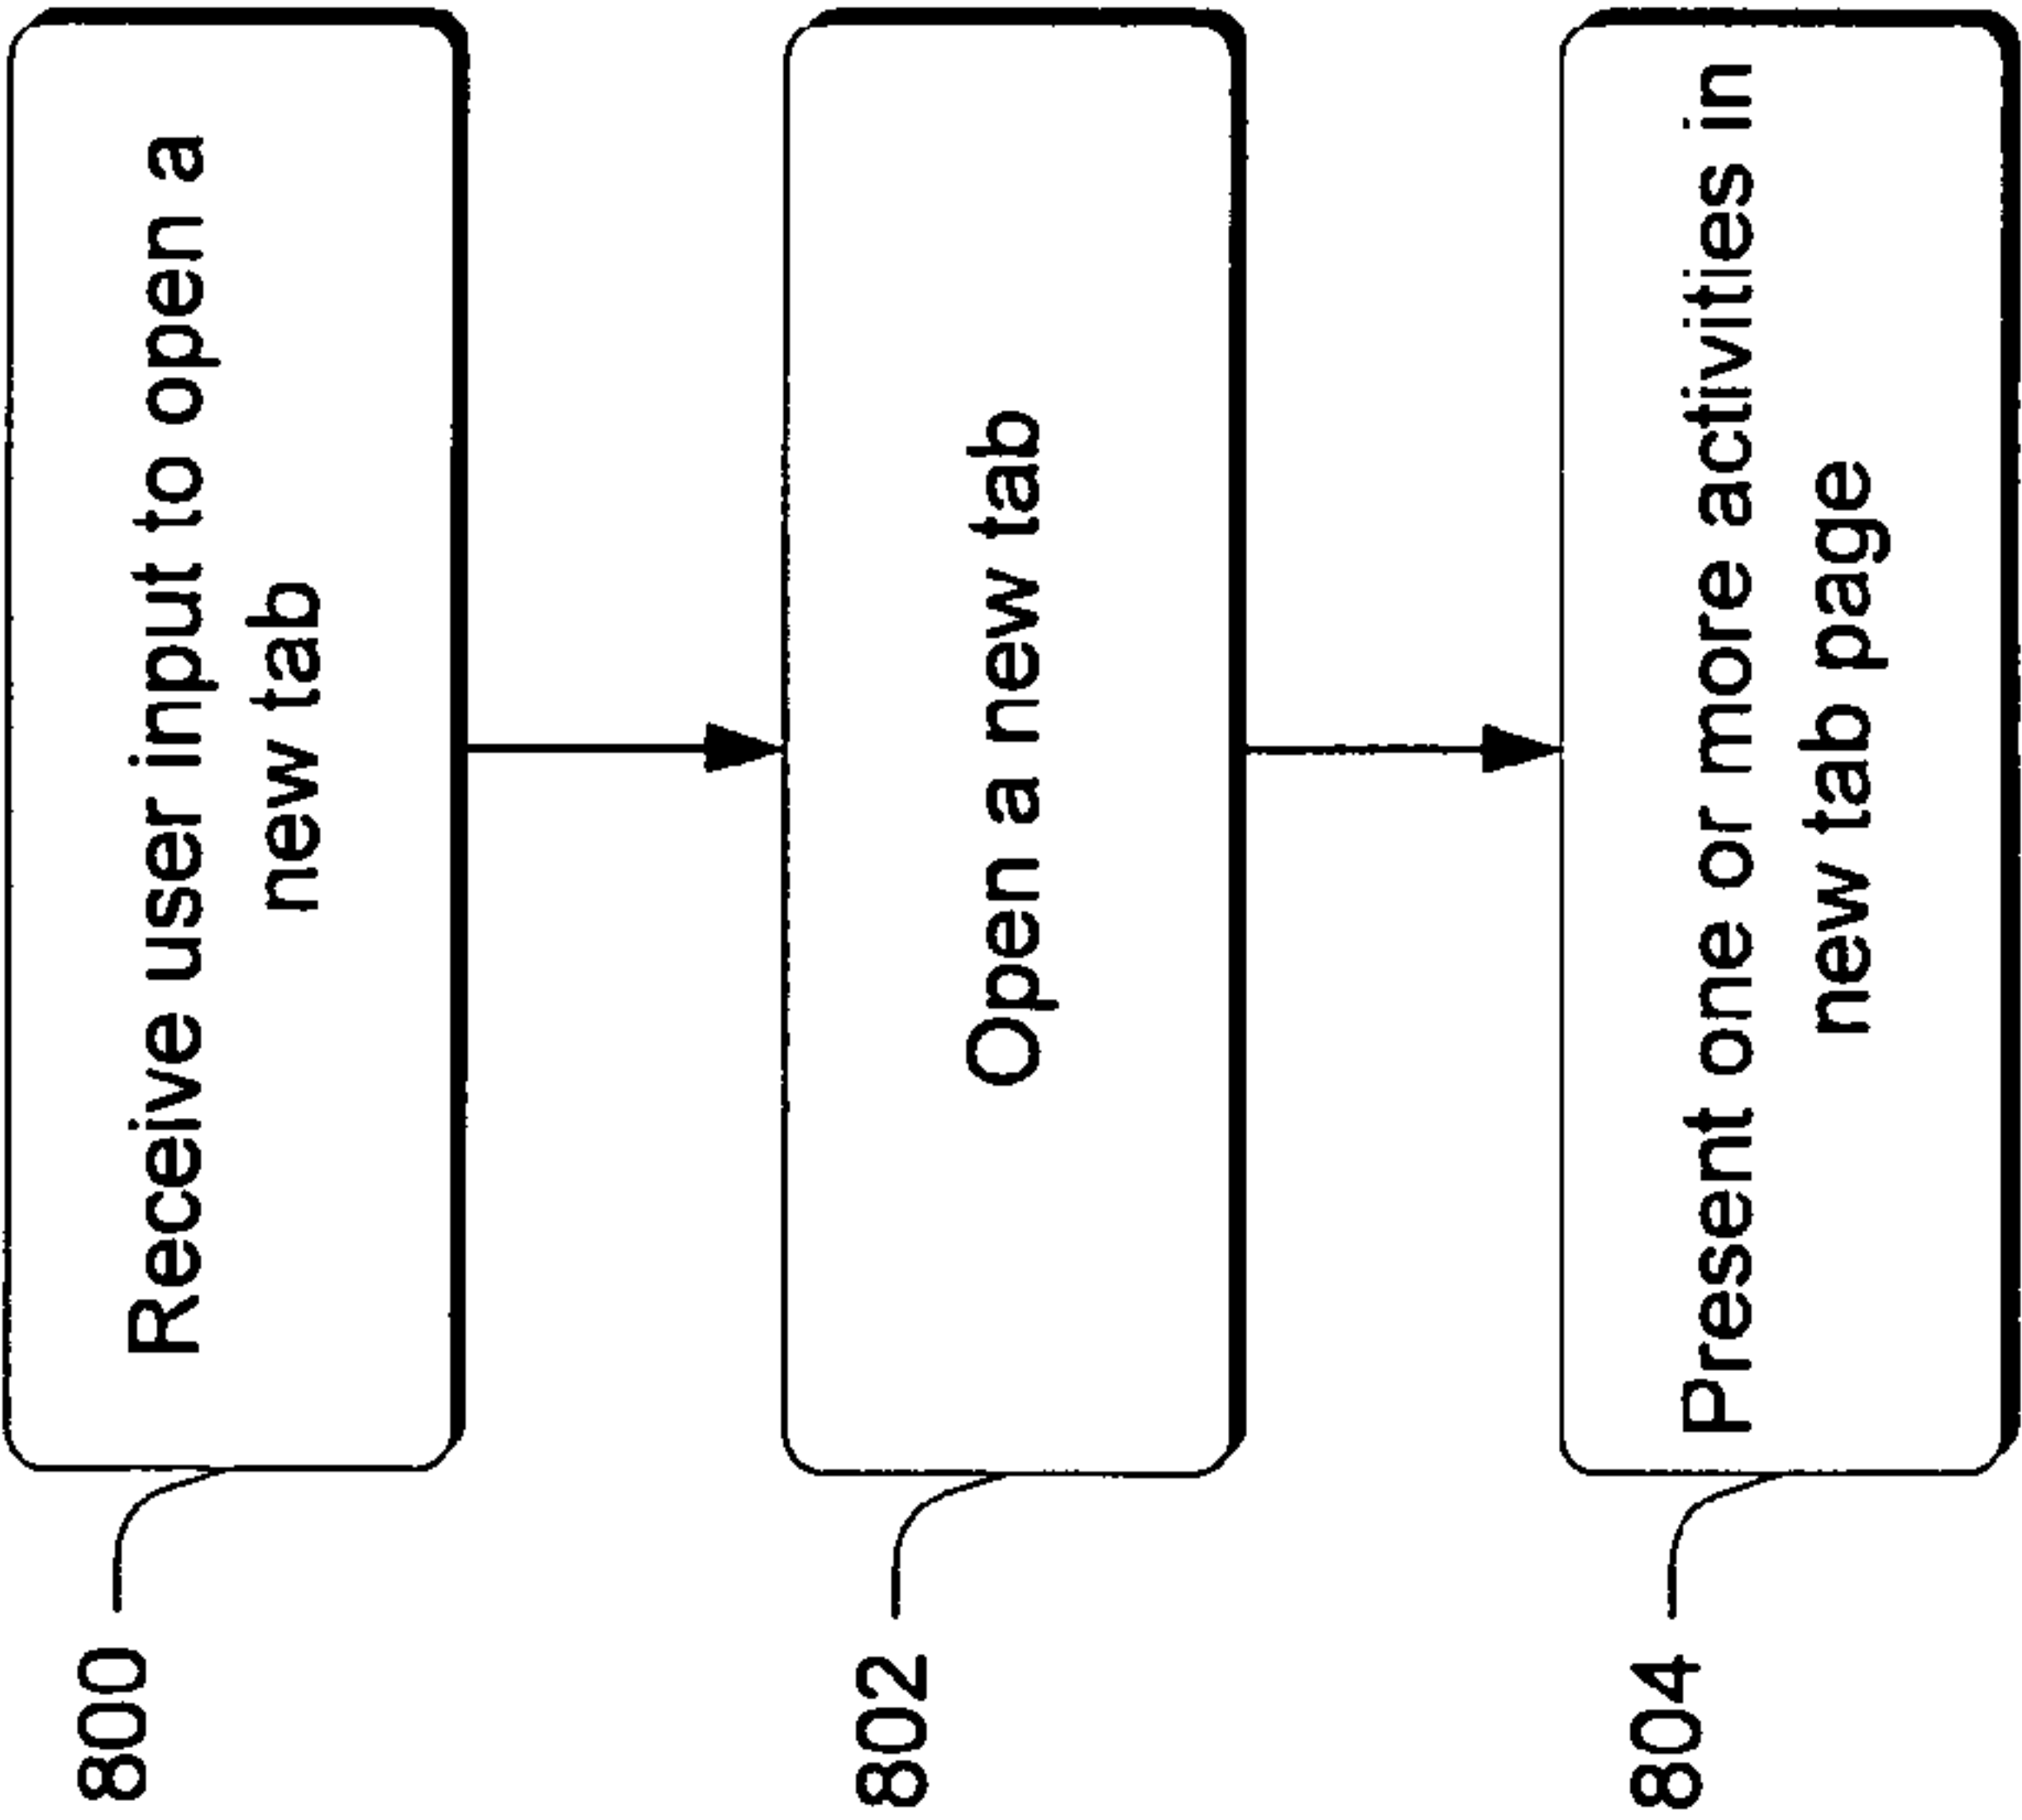 800
Receive user input to open a
new tab
802
Open a new tab
804
Present one or more activities in
new tab page